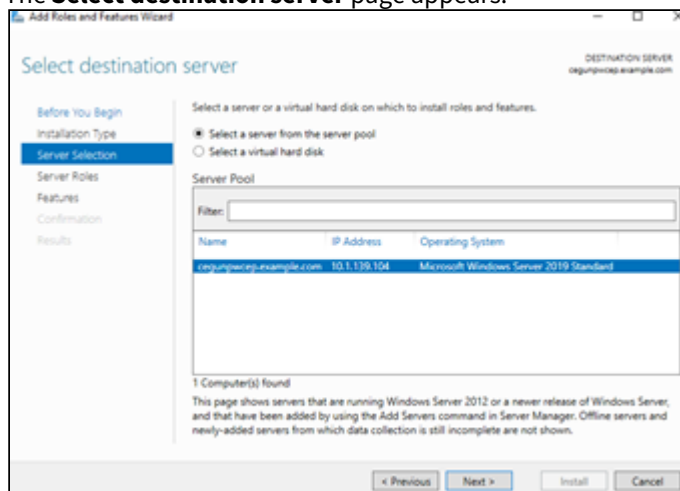 The Select destination server page appears.
Add Roles and Features Wizard
Select destination server
DESTINATION SERVER
cegunpwcep.example.com
Before You Begin
Installation Type
Server Selection
Server Roles
Features
Confirmation
Results
Select a server or a virtual hard disk on which to install roles and features.
Select a server from the server pool
Select a virtual hard disk
Server Pool
Filter:
Name IP Address Operating System
cegunpwcep.example.com 10.1.139.104 Microsoft Windows Server 2019 Standard
1 Computer(s) found
This page shows servers that are running Windows Server 2012 or a newer release of Windows Server,
and that have been added by using the Add Servers command in Server Manager. Offline servers and
newly-added servers from which data collection is still incomplete are not shown.
< Previous Next > Install Cancel